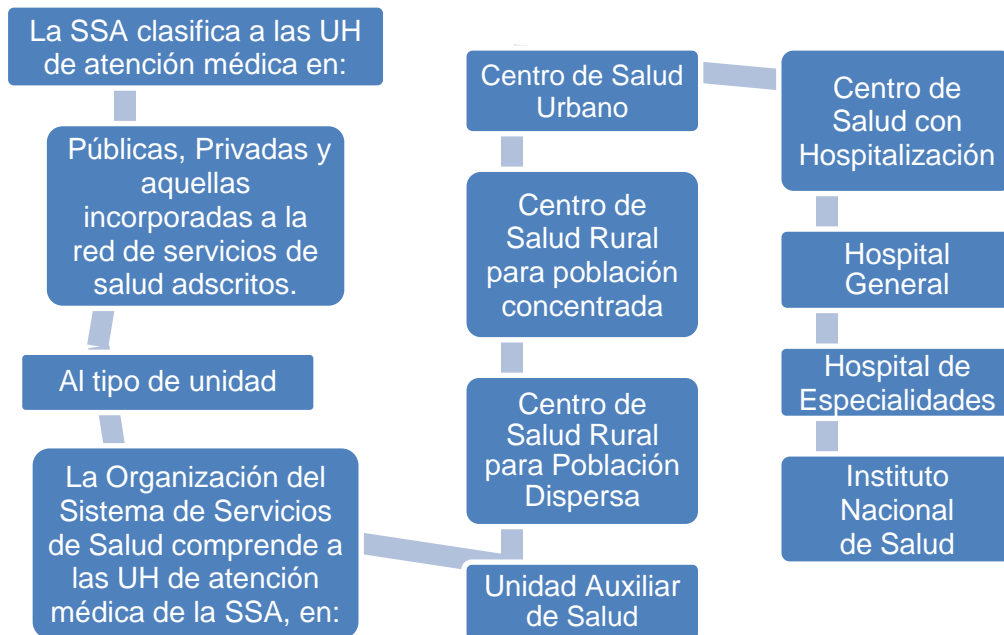 La SSA clasifica a las UH
de atención médica en:
Públicas, Privadas y
aquellas
incorporadas a la
red de servicios de
salud adscritos.
Al tipo de unidad
La Organización del
Sistema de Servicios
de Salud comprende a
las UH de atención
médica de la SSA, en:
Unidad Auxiliar
de Salud
Centro de
Salud Rural
para Población
Dispersa
Centro de
Salud Rural
para población
concentrada
Centro de Salud
Urbano
Centro de
Salud con
Hospitalización
Hospital
General
Hospital de
Especialidades
Instituto
Nacional
de Salud